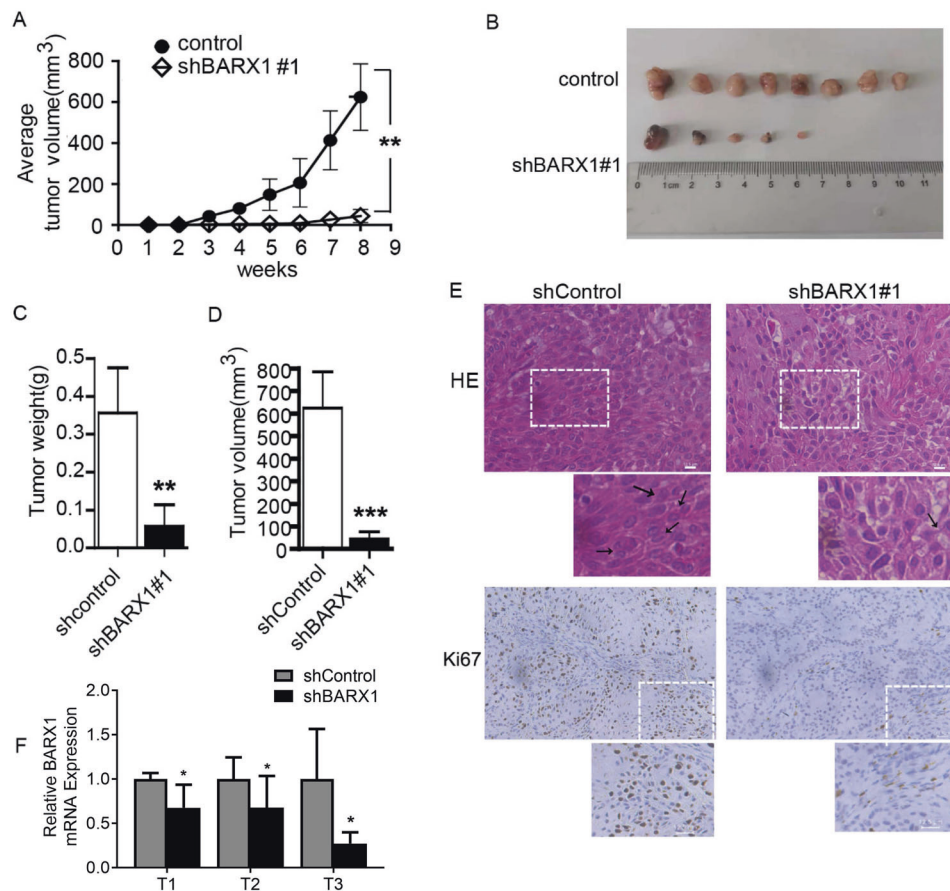 A
control
shBARX1 #1
Average
tumor volume(mm³)
800
600
400
200
0
**
0 1 2 3 4 5 6 7 8 9
weeks
B
control
shBARX1#1
0 1 cm 2 3 4 5 6 7 8 9 10 11
C
Tumor weight(g)
0.5
0.4
0.3
0.2
0.1
0.0
**
shcontrol
shBARX1#1
D
Tumor volume(mm³)
800
700
600
500
400
300
200
100
0
***
shControl
shBARX1#1
E
shControl
shBARX1#1
HE
Ki67
F
shControl
shBARX1
Relative BARX1
mRNA Expression
2.0
1.5
1.0
0.5
0.0
* * *
T1 T2 T3